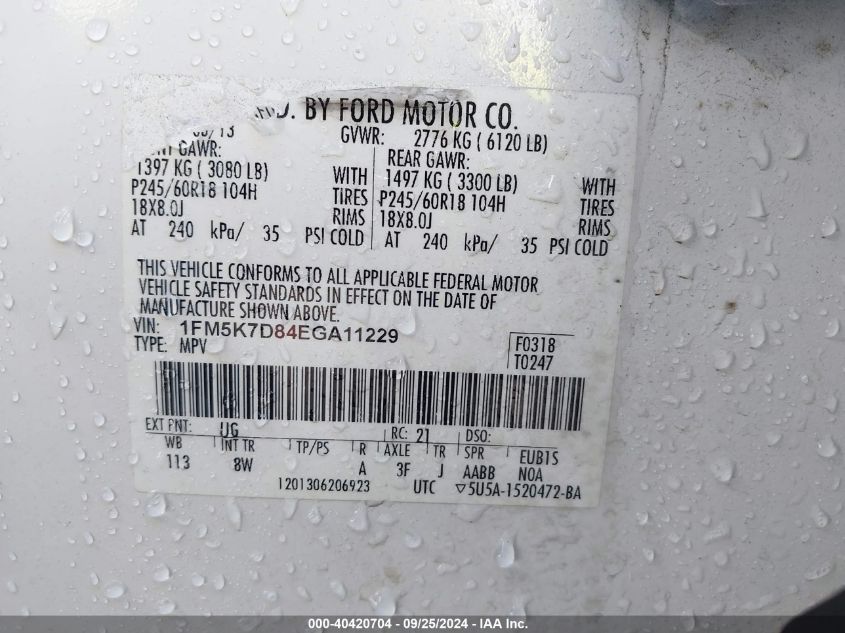 BY FORD MOTOR CO.
/13 GVWR: 2776 KG ( 6120 LB)
GAWR: REAR GAWR:
1397 KG ( 3080 LB) WITH 1497 KG ( 3300 LB) WITH
P245/60R18 104H TIRES P245/60R18 104H TIRES
18X8.0J RIMS 18X8.0J RIMS
AT 240 kPa/ 35 PSI COLD AT 240 kPa/ 35 PSI COLD
THIS VEHICLE CONFORMS TO ALL APPLICABLE FEDERAL MOTOR
VEHICLE SAFETY STANDARDS IN EFFECT ON THE DATE OF
MANUFACTURE SHOWN ABOVE.
VIN: 1FM5K7D84EGA11229
TYPE: MPV
F0318
T0247
EXT PNT: UG RC: 21 DSO:
WB INT TR TP/PS R AXLE TR SPR EUB1S
113 8W A 3F J AABB NOA
1201306206923 UTC ▽5U5A-1520472-BA
000-40420704 - 09/25/2024 - IAA Inc.